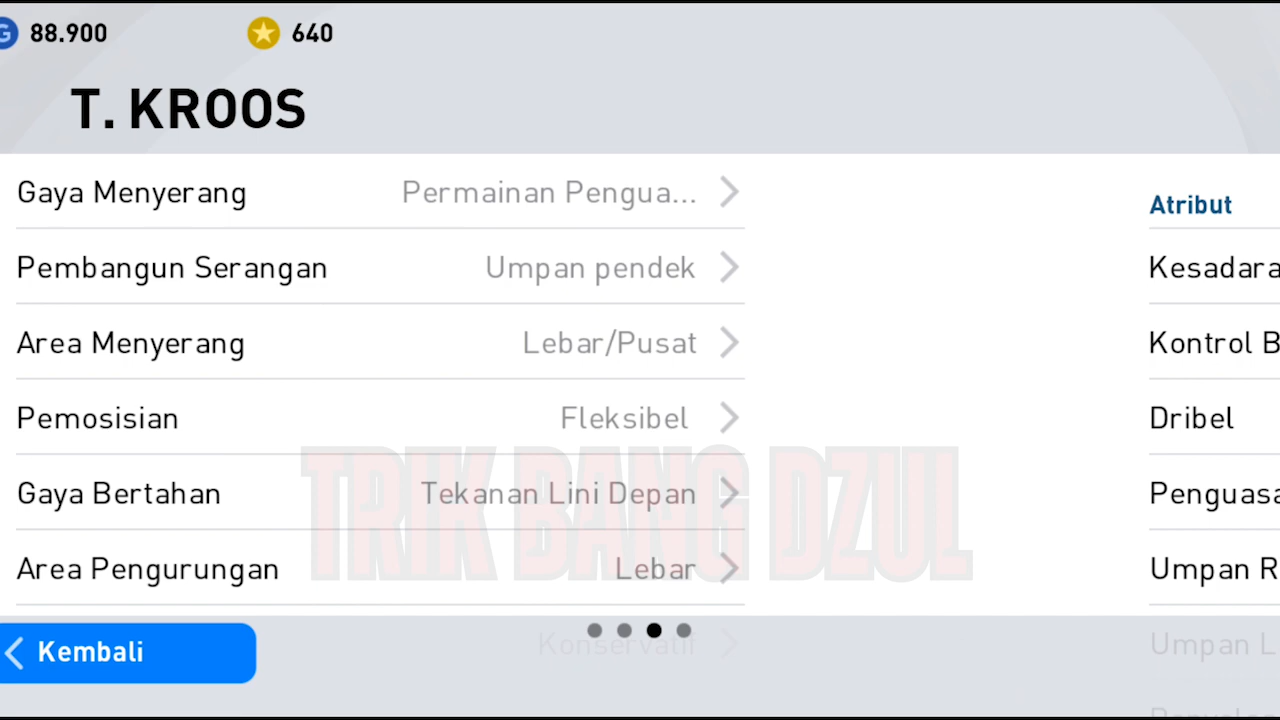 G 88.900 640
T. KROOS
Gaya Menyerang Permainan Pengua...
Pembangun Serangan Umpan pendek
Area Menyerang Lebar/Pusat
Pemosisian Fleksibel
Gaya Bertahan Tekanan Lini Depan
Area Pengurungan Lebar
Konservatif
Atribut
Kesadara
Kontrol B
Dribel
Penguasa
Umpan R
Umpan L
TRIK BANG DZUL
Kembali